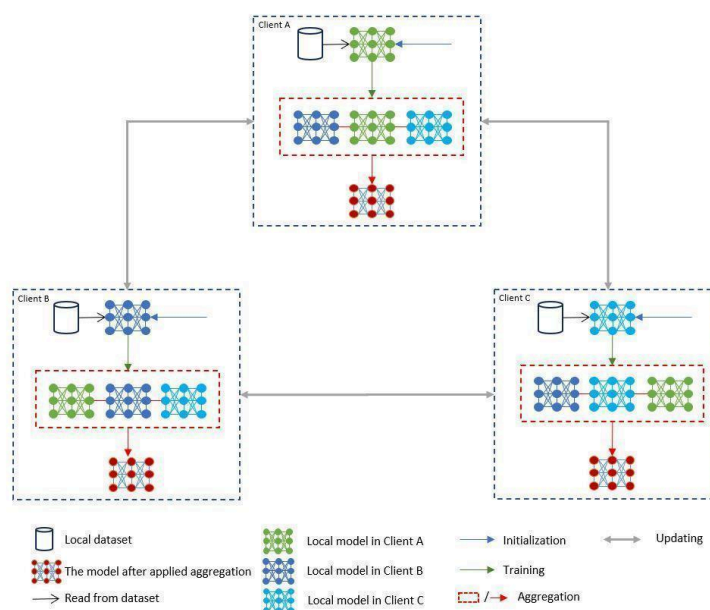 Client A
Client B
Client C
Local dataset
Local model in Client A
Initialization
Updating
The model after applied aggregation
Local model in Client B
Training
Read from dataset
Local model in Client C
/
Aggregation